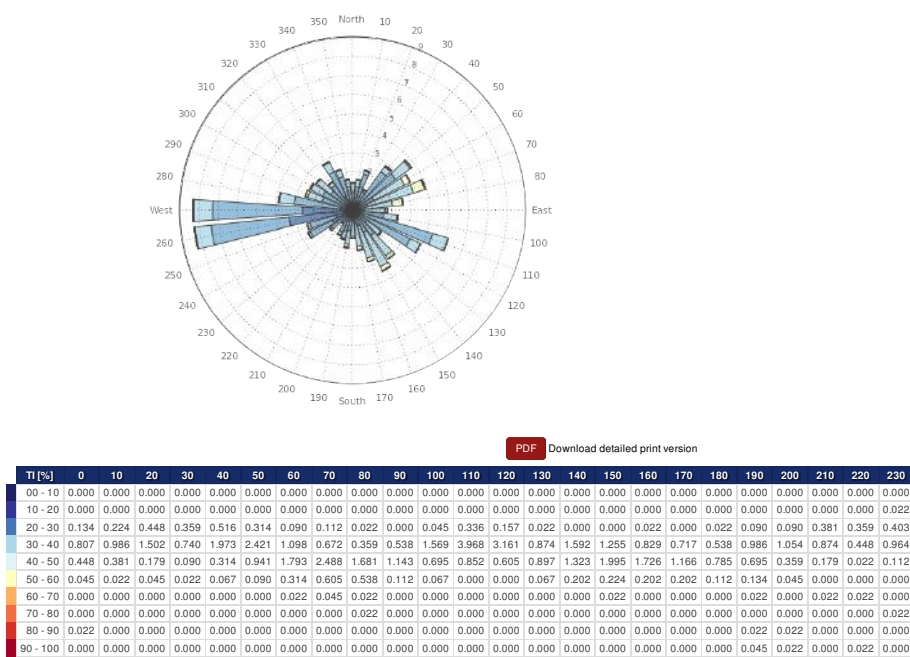 North
350 10
340 20
330 9 30
320 8 40
310 7 50
300 6 60
5
290 4 70
3
280 80
West East
260 100
250 110
240 120
230 130
220 140
210 150
200 160
190 170
South
PDF Download detailed print version
TI [%] 0 10 20 30 40 50 60 70 80 90 100 110 120 130 140 150 160 170 180 190 200 210 220 230
00 - 10 0.000 0.000 0.000 0.000 0.000 0.000 0.000 0.000 0.000 0.000 0.000 0.000 0.000 0.000 0.000 0.000 0.000 0.000 0.000 0.000 0.000 0.000 0.000 0.000
10 - 20 0.000 0.000 0.000 0.000 0.000 0.000 0.000 0.000 0.000 0.000 0.000 0.000 0.000 0.000 0.000 0.000 0.000 0.000 0.000 0.000 0.000 0.000 0.000 0.022
20 - 30 0.134 0.224 0.448 0.359 0.516 0.314 0.090 0.112 0.022 0.000 0.045 0.336 0.157 0.022 0.000 0.000 0.022 0.000 0.022 0.090 0.090 0.381 0.359 0.403
30 - 40 0.807 0.986 1.502 0.740 1.973 2.421 1.098 0.672 0.359 0.538 1.569 3.968 3.161 0.874 1.592 1.255 0.829 0.717 0.538 0.986 1.054 0.874 0.448 0.964
40 - 50 0.448 0.381 0.179 0.090 0.314 0.941 1.793 2.488 1.681 1.143 0.695 0.852 0.605 0.897 1.323 1.995 1.726 1.166 0.785 0.695 0.359 0.179 0.022 0.112
50 - 60 0.045 0.022 0.045 0.022 0.067 0.090 0.314 0.605 0.538 0.112 0.067 0.000 0.000 0.067 0.202 0.224 0.202 0.202 0.112 0.134 0.045 0.000 0.000 0.000
60 - 70 0.000 0.000 0.000 0.000 0.000 0.000 0.022 0.045 0.022 0.000 0.000 0.000 0.000 0.000 0.000 0.022 0.000 0.000 0.000 0.022 0.000 0.022 0.022 0.000
70 - 80 0.000 0.000 0.000 0.000 0.000 0.000 0.000 0.000 0.022 0.000 0.000 0.000 0.000 0.000 0.000 0.000 0.000 0.000 0.000 0.000 0.000 0.000 0.000 0.022
80 - 90 0.022 0.000 0.000 0.000 0.000 0.000 0.000 0.000 0.000 0.000 0.000 0.000 0.000 0.000 0.000 0.000 0.000 0.000 0.000 0.022 0.022 0.000 0.000 0.000
90 - 100 0.000 0.000 0.000 0.000 0.000 0.000 0.000 0.000 0.000 0.000 0.000 0.000 0.000 0.000 0.000 0.000 0.000 0.000 0.000 0.045 0.022 0.000 0.022 0.000